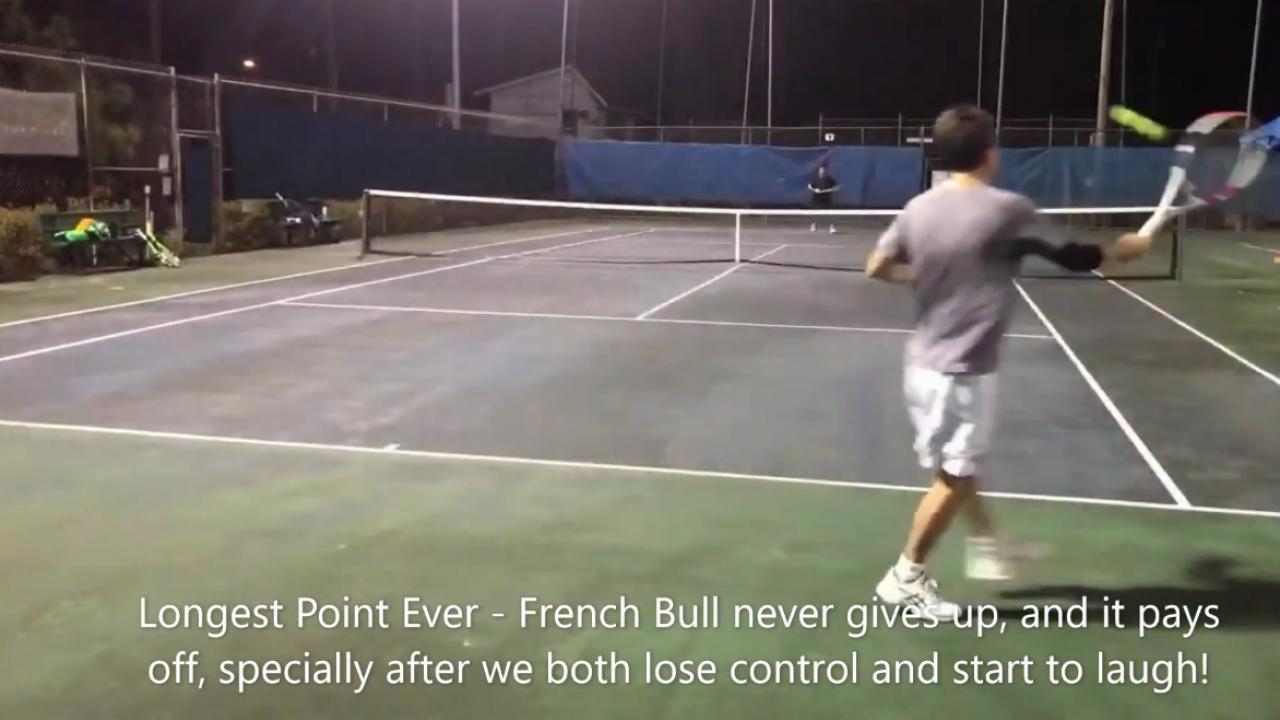 Longest Point Ever - French Bull never gives up, and it pays
off, specially after we both lose control and start to laugh!